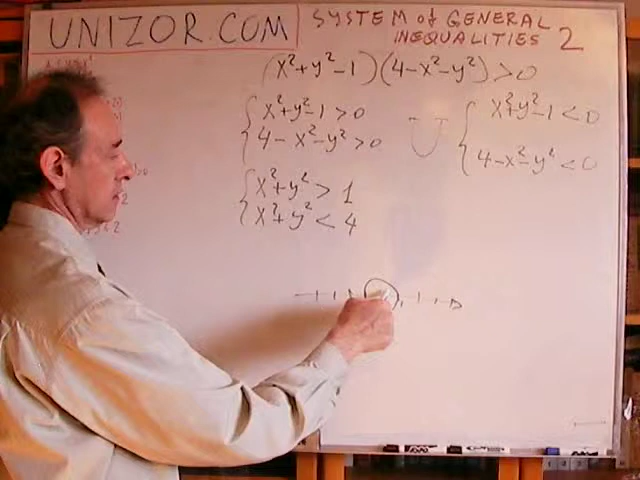 UNIZOR.COM
SYSTEM of GENERAL
INEQUALITIES 2
(x²+y²-1)(4-x²-y²)>0
x²+y²-1>0
4-x²-y²>0
U
x²+y²-1<0
4-x²-y²<0
x²+y²>1
x²+y²<4